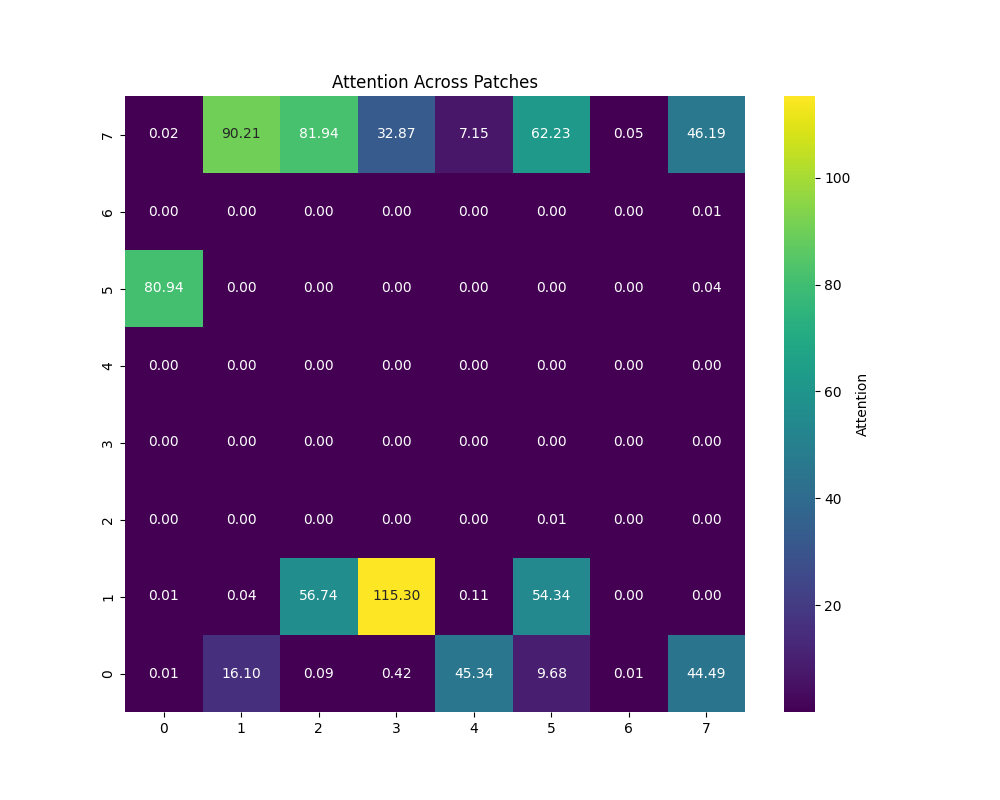 Attention Across Patches
7 0.02 90.21 81.94 32.87 7.15 62.23 0.05 46.19
6 0.00 0.00 0.00 0.00 0.00 0.00 0.00 0.01
5 80.94 0.00 0.00 0.00 0.00 0.00 0.00 0.04
4 0.00 0.00 0.00 0.00 0.00 0.00 0.00 0.00
3 0.00 0.00 0.00 0.00 0.00 0.00 0.00 0.00
2 0.00 0.00 0.00 0.00 0.00 0.01 0.00 0.00
1 0.01 0.04 56.74 115.30 0.11 54.34 0.00 0.00
0 0.01 16.10 0.09 0.42 45.34 9.68 0.01 44.49
0 1 2 3 4 5 6 7
100
80
60
40
20
Attention